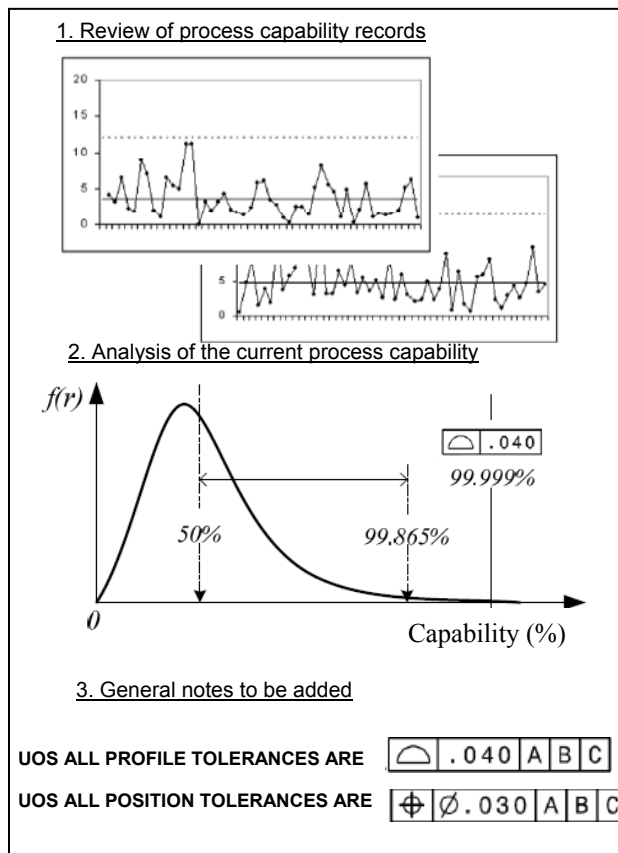 1. Review of process capability records
20
15
10
5
0
5
0
2. Analysis of the current process capability
f(r)
⌓ .040
99.999%
50%
99.865%
0
Capability (%)
3. General notes to be added
UOS ALL PROFILE TOLERANCES ARE ⌓ .040 A B C
UOS ALL POSITION TOLERANCES ARE ⌖ Ø.030 A B C